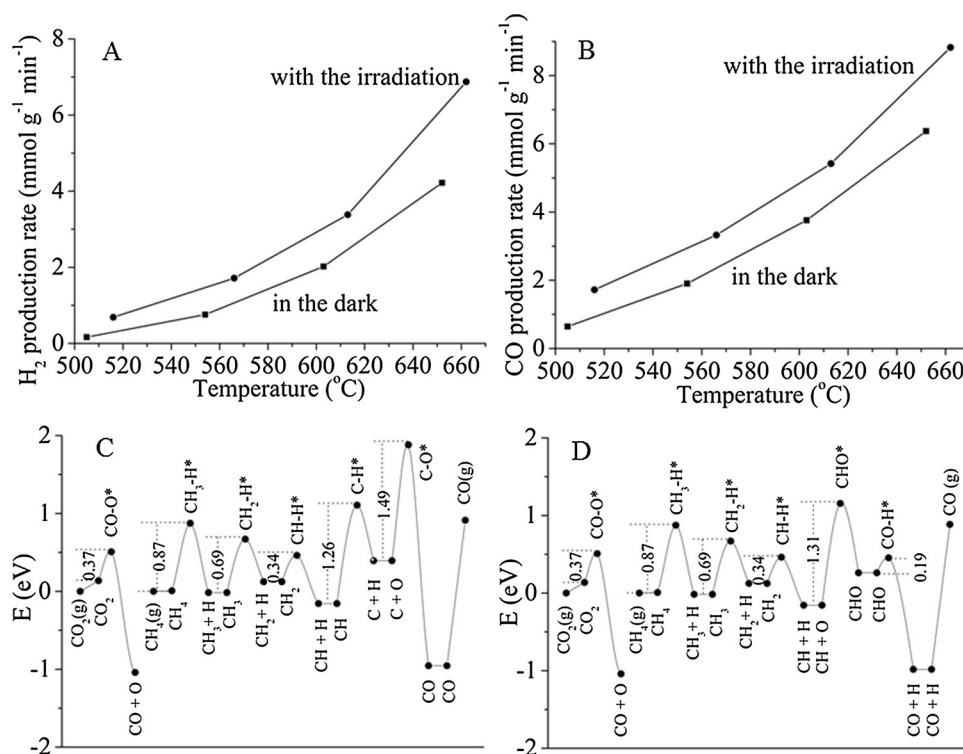 A
with the irradiation
in the dark
H2 production rate (mmol g-1 min-1)
8
6
4
2
0
500 520 540 560 580 600 620 640 660
Temperature (oC)
B
with the irradiation
in the dark
CO production rate (mmol g-1 min-1)
8
6
4
2
0
500 520 540 560 580 600 620 640 660
Temperature (oC)
C
E (eV)
2
1
0
-1
-2
CO2(g)
CO2
0.37
CO-O*
CO + O
CH4(g)
CH4
0.87
CH3-H*
CH3 + H
CH3
0.69
CH2-H*
CH2 + H
CH2
0.34
CH-H*
CH + H
CH
1.26
C-H*
C + H
C + O
1.49
C-O*
CO
CO
CO(g)
D
E (eV)
2
1
0
-1
-2
CO2(g)
CO2
0.37
CO-O*
CO + O
CH4(g)
CH4
0.87
CH3-H*
CH3 + H
CH3
0.69
CH2-H*
CH2 + H
CH2
0.34
CH-H*
CH + H
CH + O
1.31
CHO*
CHO
CHO
CO-H*
0.19
CO + H
CO + H
CO (g)